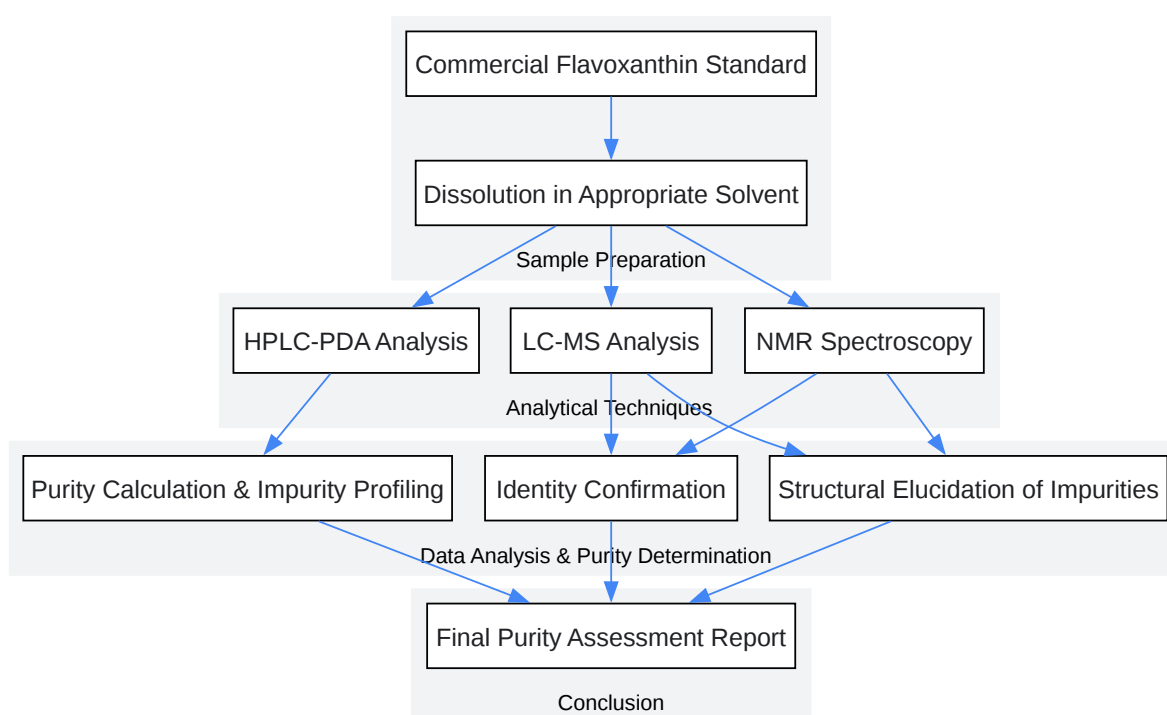 Commercial Flavoxanthin Standard
Dissolution in Appropriate Solvent
Sample Preparation
HPLC-PDA Analysis
LC-MS Analysis
NMR Spectroscopy
Analytical Techniques
Purity Calculation & Impurity Profiling
Identity Confirmation
Structural Elucidation of Impurities
Data Analysis & Purity Determination
Final Purity Assessment Report
Conclusion